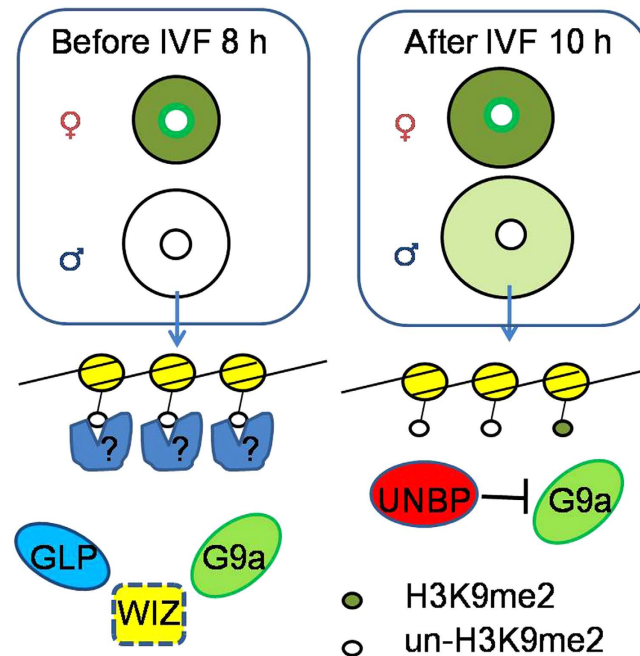 Before IVF 8 h
♀
♂
? ? ?
GLP
G9a
WIZ
After IVF 10 h
♀
♂
UNBP
G9a
H3K9me2
un-H3K9me2